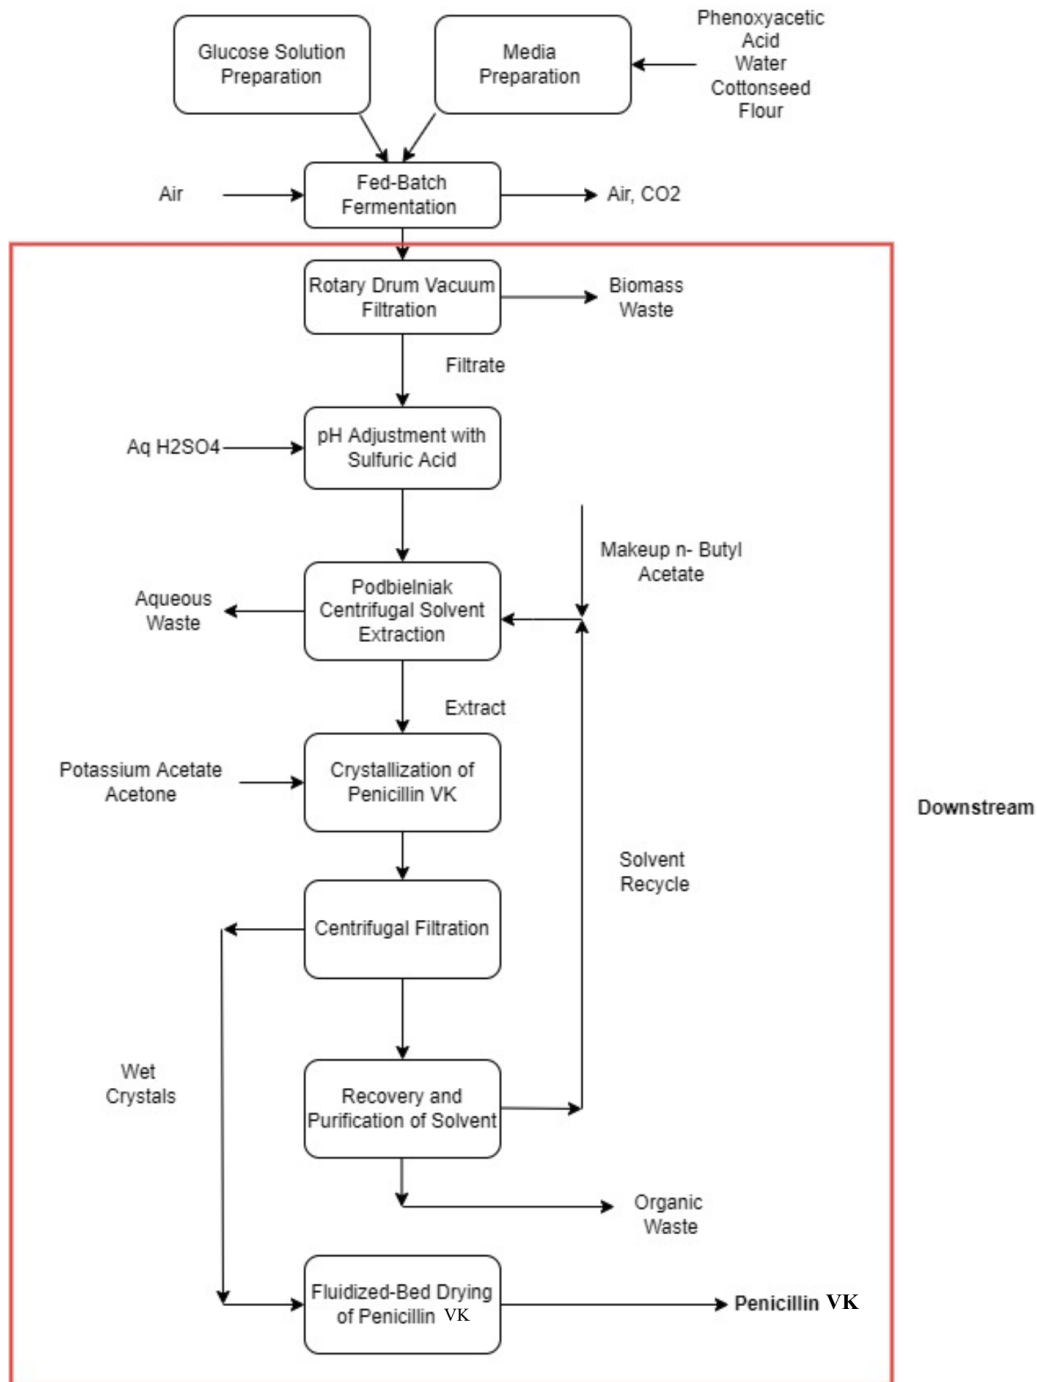 Glucose Solution
Preparation
Media
Preparation
Phenoxyacetic
Acid
Water
Cottonseed
Flour
Air
Fed-Batch
Fermentation
Air, CO2
Rotary Drum Vacuum
Filtration
Biomass
Waste
Filtrate
Aq H2SO4
pH Adjustment with
Sulfuric Acid
Makeup n- Butyl
Acetate
Aqueous
Waste
Podbielniak
Centrifugal Solvent
Extraction
Extract
Potassium Acetate
Acetone
Crystallization of
Penicillin VK
Downstream
Solvent
Recycle
Centrifugal Filtration
Wet
Crystals
Recovery and
Purification of Solvent
Organic
Waste
Fluidized-Bed Drying
of Penicillin VK
Penicillin VK